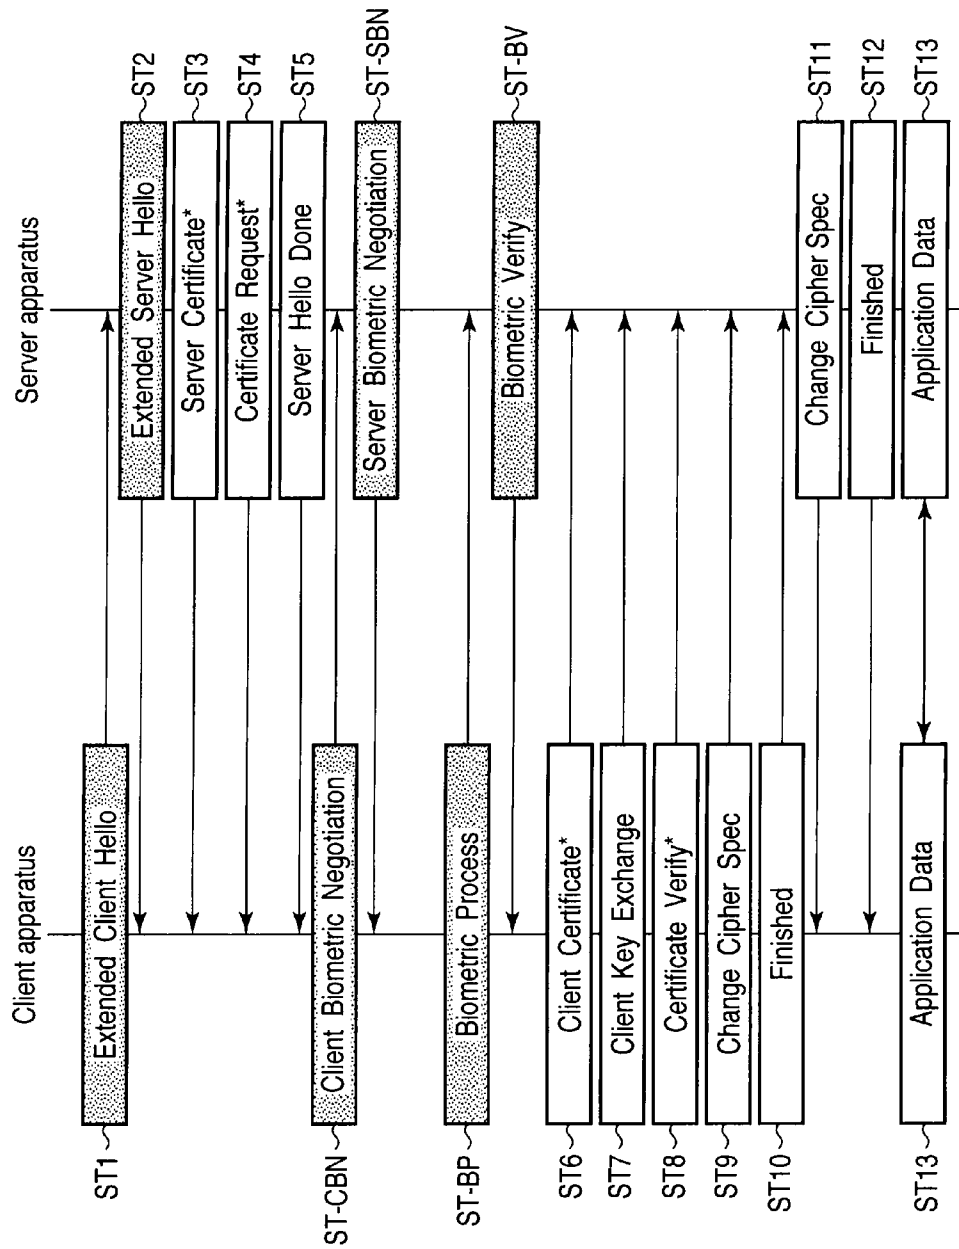 Client apparatus
Server apparatus
ST1
Extended Client Hello
Extended Server Hello
ST2
Server Certificate*
ST3
Certificate Request*
ST4
Server Hello Done
ST5
ST-CBN
Client Biometric Negotiation
Server Biometric Negotiation
ST-SBN
ST-BP
Biometric Process
Biometric Verify
ST-BV
ST6
Client Certificate*
ST7
Client Key Exchange
ST8
Certificate Verify*
ST9
Change Cipher Spec
ST10
Finished
Change Cipher Spec
ST11
Finished
ST12
ST13
Application Data
Application Data
ST13